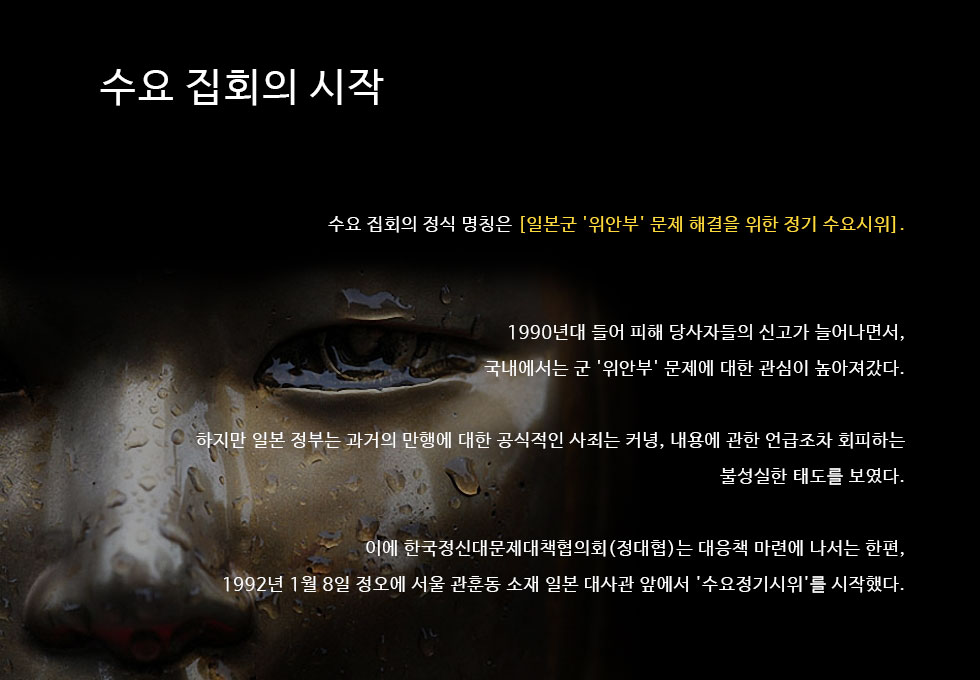 수요 집회의 시작
수요 집회의 정식 명칭은 [일본군 '위안부' 문제 해결을 위한 정기 수요시위].
1990년대 들어 피해 당사자들의 신고가 늘어나면서,
국내에서는 군 '위안부' 문제에 대한 관심이 높아져갔다.
하지만 일본 정부는 과거의 만행에 대한 공식적인 사죄는 커녕, 내용에 관한 언급조차 회피하는
불성실한 태도를 보였다.
이에 한국정신대문제대책협의회(정대협)는 대응책 마련에 나서는 한편,
1992년 1월 8일 정오에 서울 관훈동 소재 일본 대사관 앞에서 '수요정기시위'를 시작했다.